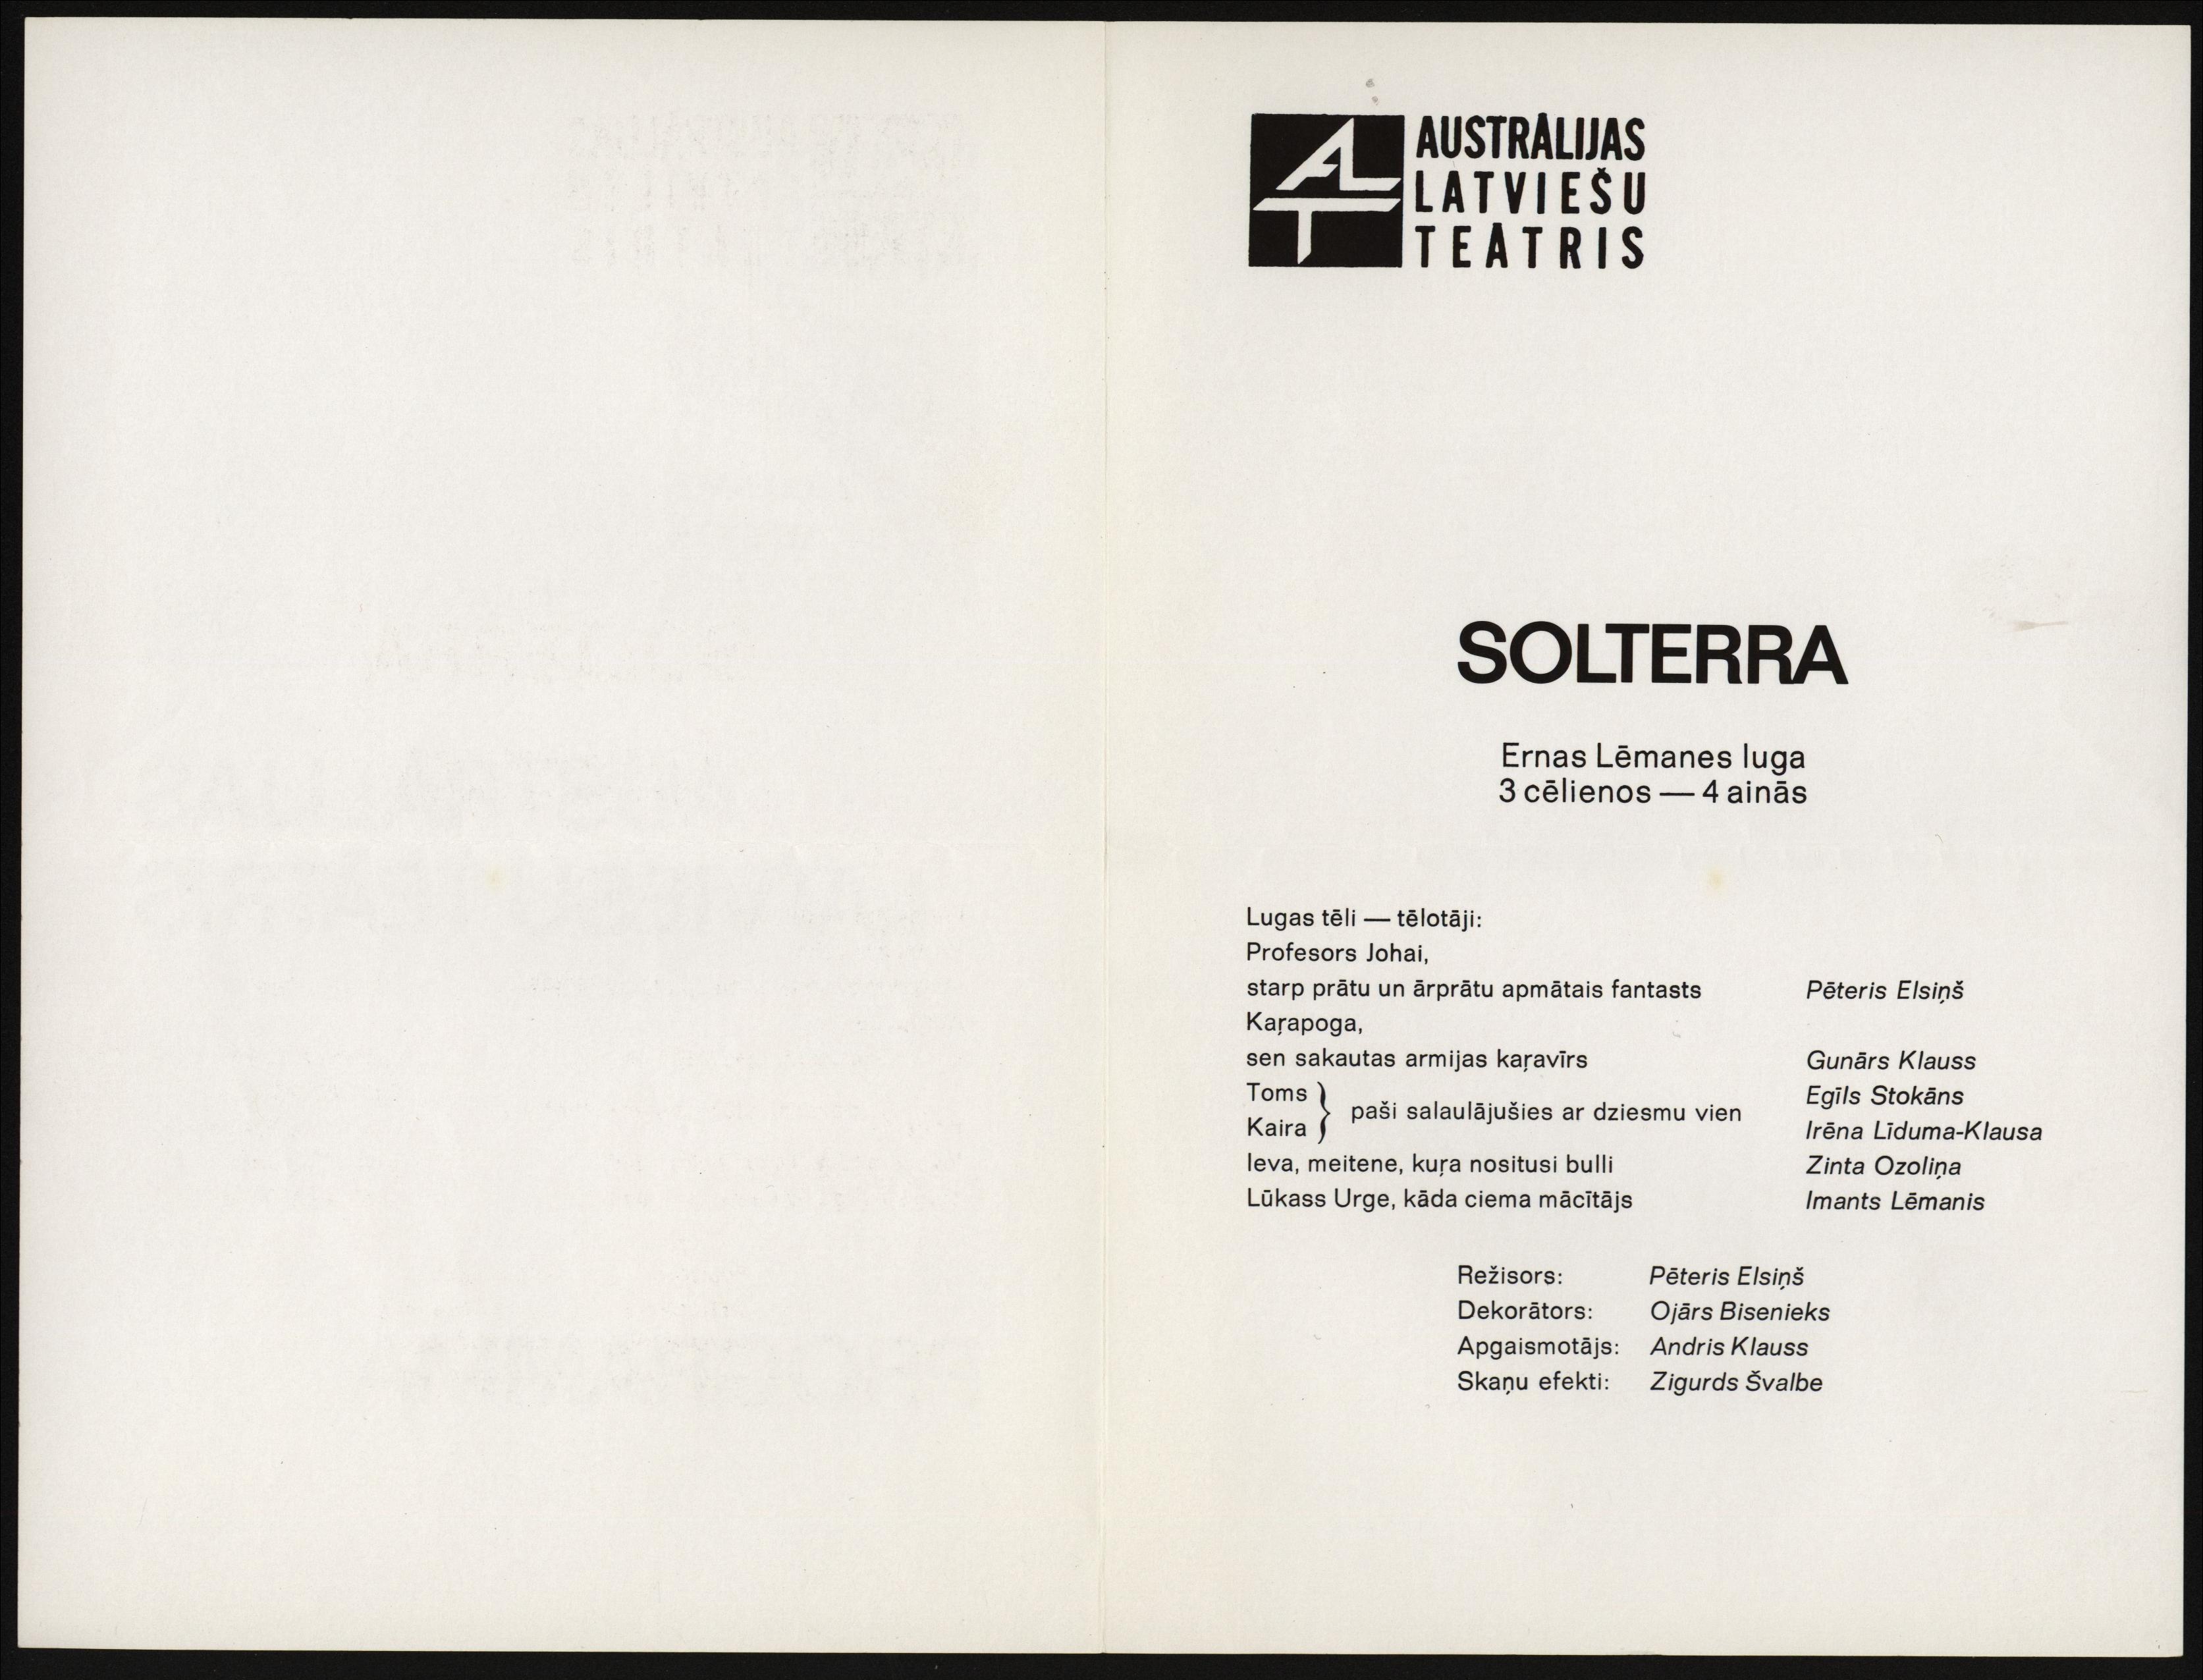 ALT
AUSTRĀLIJAS
LATVIEŠU
TEĀTRIS
SOLTERRA
Ernas Lēmanes luga
3 cēlienos — 4 ainās
Lugas tēli — tēlotāji:
Profesors Johai,
starp prātu un ārprātu apmātais fantasts Pēteris Elsiņš
Kaŗapoga,
sen sakautas armijas kaŗavīrs Gunārs Klauss
Toms } paši salaulājušies ar dziesmu vien Egīls Stokāns
Kaira Irēna Līduma-Klausa
Ieva, meitene, kuŗa nositusi bulli Zinta Ozoliņa
Lūkass Urge, kāda ciema mācītājs Imants Lēmanis
Režisors: Pēteris Elsiņš
Dekorātors: Ojārs Bisenieks
Apgaismotājs: Andris Klauss
Skaņu efekti: Zigurds Švalbe